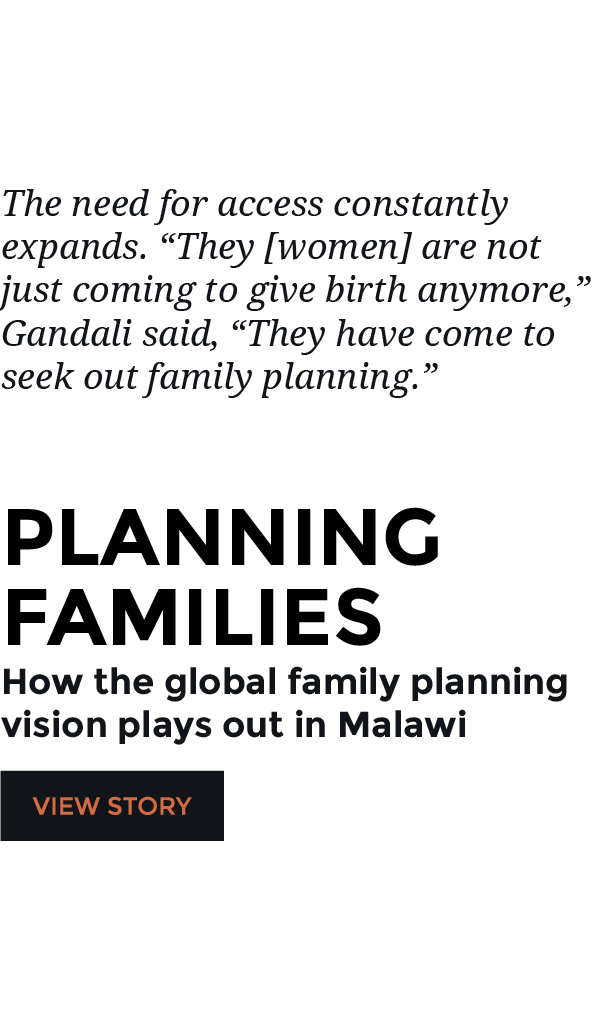 The need for access constantly
expands. “They [women] are not
just coming to give birth anymore,”
Gandali said, “They have come to
seek out family planning.”
PLANNING
FAMILIES
How the global family planning
vision plays out in Malawi
VIEW STORY